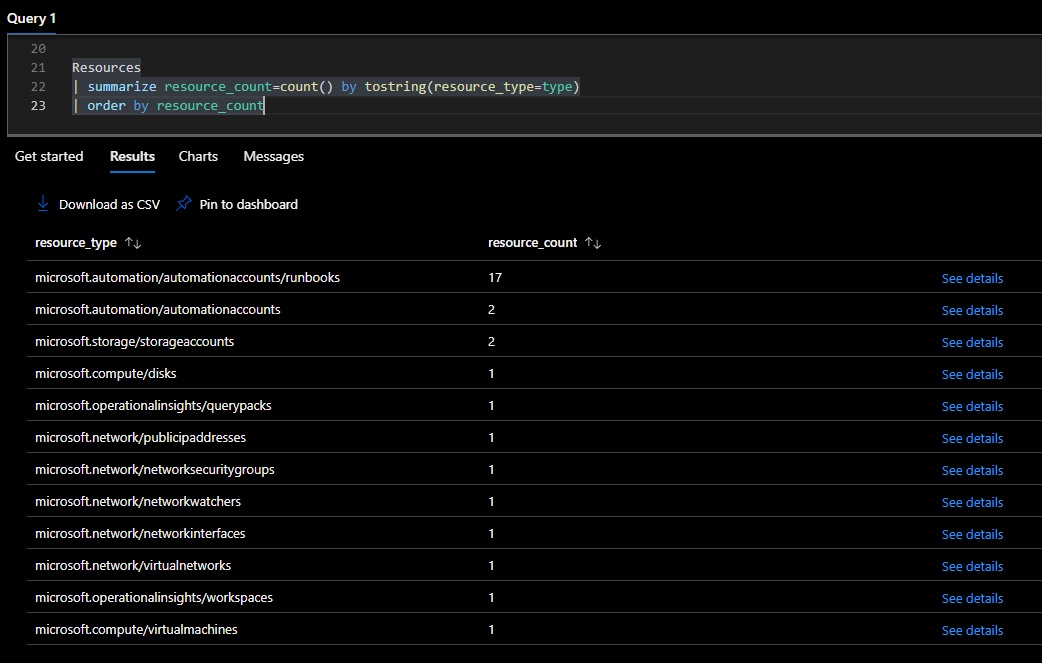 Query 1
20
21 Resources
22 | summarize resource_count=count() by tostring(resource_type=type)
23 | order by resource_count
Get started Results Charts Messages
Download as CSV Pin to dashboard
resource_type ↑↓ resource_count ↑↓
microsoft.automation/automationaccounts/runbooks 17 See details
microsoft.automation/automationaccounts 2 See details
microsoft.storage/storageaccounts 2 See details
microsoft.compute/disks 1 See details
microsoft.operationalinsights/querypacks 1 See details
microsoft.network/publicipaddresses 1 See details
microsoft.network/networksecuritygroups 1 See details
microsoft.network/networkwatchers 1 See details
microsoft.network/networkinterfaces 1 See details
microsoft.network/virtualnetworks 1 See details
microsoft.operationalinsights/workspaces 1 See details
microsoft.compute/virtualmachines 1 See details